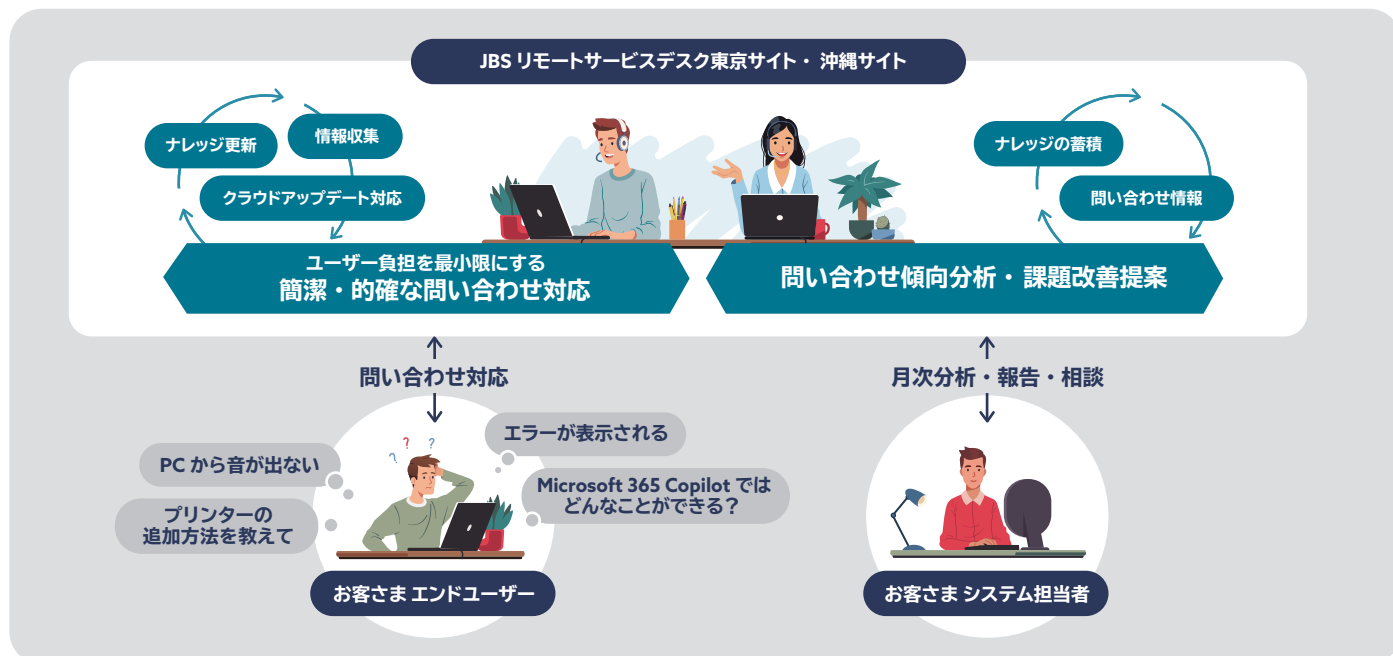 JBS リモートサービスデスク東京サイト・ 沖縄サイト
ナレッジ更新
情報収集
クラウドアップデート対応
ナレッジの蓄積
問い合わせ情報
ユーザー負担を最小限にする
簡潔・的確な問い合わせ対応
問い合わせ傾向分析・ 課題改善提案
問い合わせ対応
月次分析・報告・相談
PC から音が出ない
プリンターの
追加方法を教えて
? ? ?
エラーが表示される
Microsoft 365 Copilot では
どんなことができる？
お客さま エンドユーザー
お客さま システム担当者